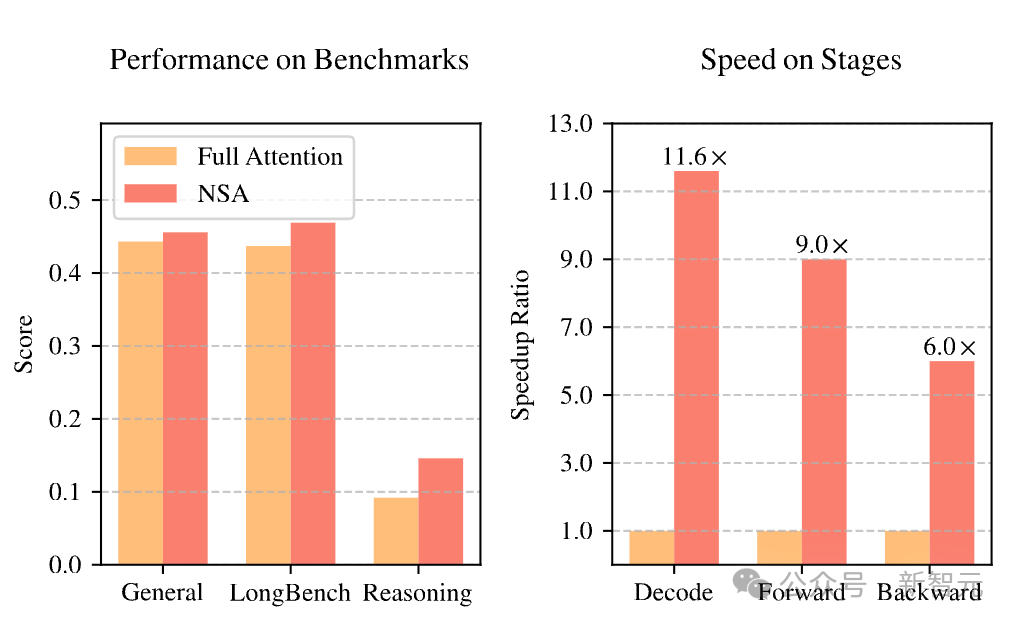 Performance on Benchmarks
Full Attention
NSA
Score
0.5
0.4
0.3
0.2
0.1
0.0
General LongBench Reasoning
Speed on Stages
Speedup Ratio
13.0
11.0
9.0
7.0
5.0
3.0
1.0
11.6×
9.0×
6.0×
Decode Forward Backward
公众号 新智元